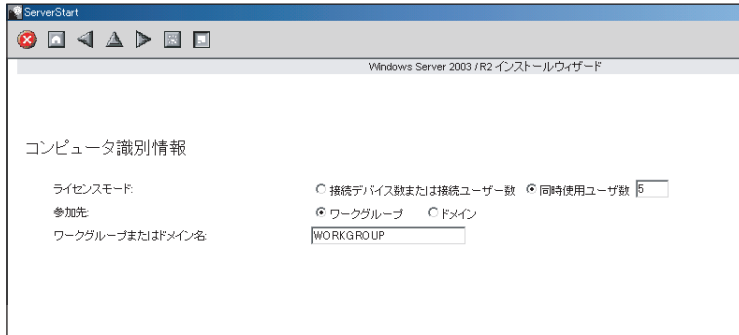 ServerStart
Windows Server 2003 / R2 インストールウィザード
コンピュータ識別情報
ライセンスモード: 接続デバイス数または接続ユーザー数 同時使用ユーザ数 5
参加先: ワークグループ ドメイン
ワークグループまたはドメイン名: WORKGROUP